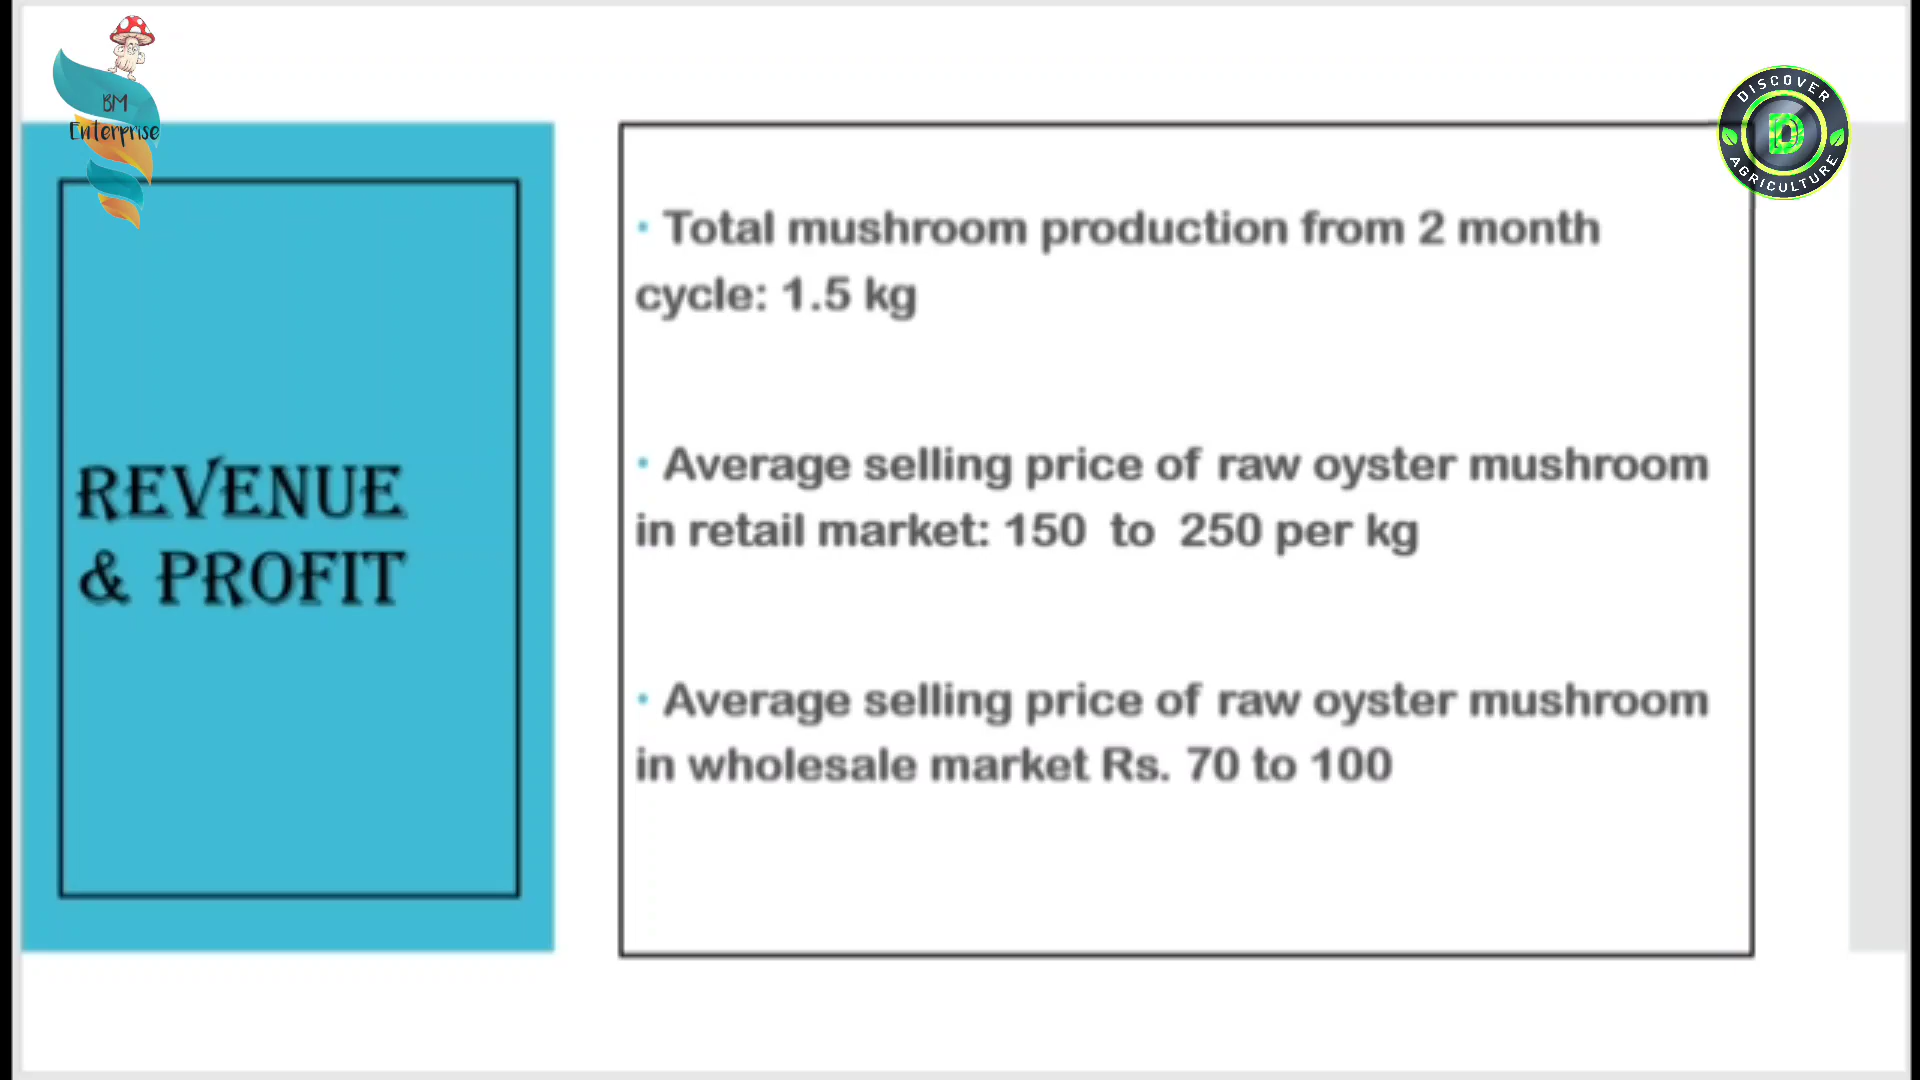 BM
Enterprise
DISCOVER
D
AGRICULTURE
REVENUE
& PROFIT
• Total mushroom production from 2 month
cycle: 1.5 kg
• Average selling price of raw oyster mushroom
in retail market: 150 to 250 per kg
• Average selling price of raw oyster mushroom
in wholesale market Rs. 70 to 100